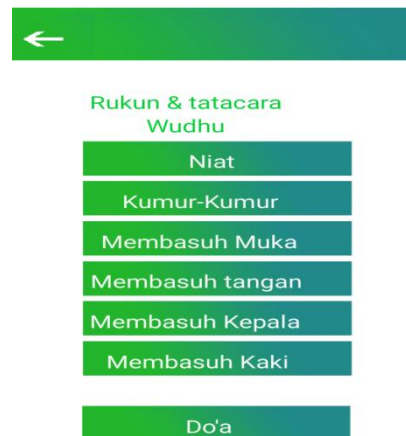 Rukun & tatacara
Wudhu
Niat
Kumur-Kumur
Membasuh Muka
Membasuh tangan
Membasuh Kepala
Membasuh Kaki
Do'a